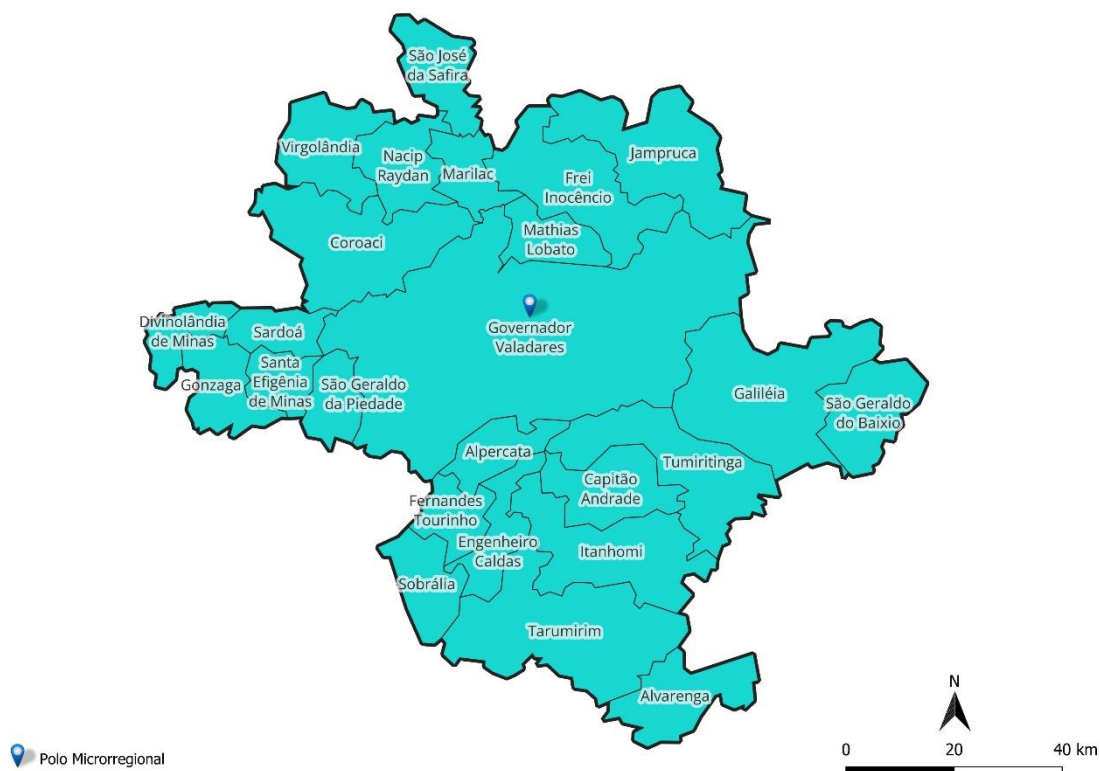 São José
da Safira
Virgolândia
Nacip
Raydan
Marilac
Frei
Inocêncio
Jampruca
Mathias
Lobato
Coroaci
Governador
Valadares
Divinolândia
de Minas
Sardoá
Gonzaga
Santa
Efigênia
de Minas
São Geraldo
da Piedade
Galiléia
São Geraldo
do Baixio
Alpercata
Tumiritinga
Capitão
Andrade
Fernandes
Tourinho
Engenheiro
Caldas
Itanhomi
Sobrália
Tarumirim
Alvarenga
N
0 20 40 km
Polo Microrregional